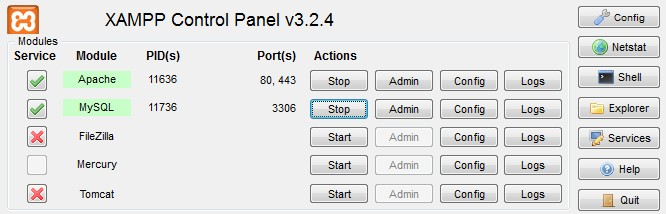 XAMPP Control Panel v3.2.4
Config
Modules
Service Module PID(s) Port(s) Actions
Netstat
Apache 11636 80, 443 Stop Admin Config Logs
Shell
MySQL 11736 3306 Stop Admin Config Logs
Explorer
FileZilla Start Admin Config Logs
Services
Mercury Start Admin Config Logs
Help
Tomcat Start Admin Config Logs
Quit